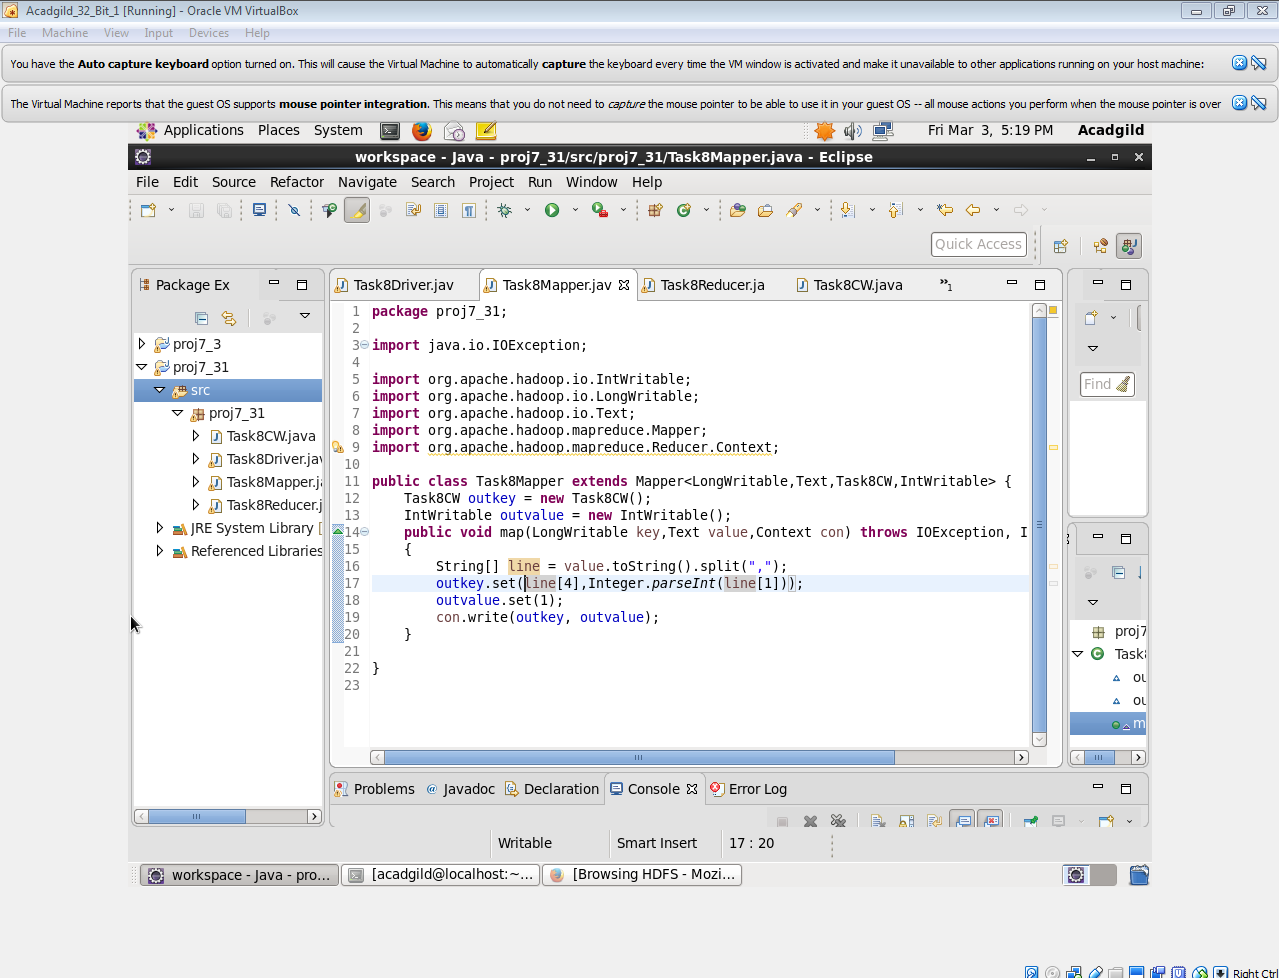 Acadgild_32_Bit_1 [Running] - Oracle VM VirtualBox
File Machine View Input Devices Help
You have the Auto capture keyboard option turned on. This will cause the Virtual Machine to automatically capture the keyboard every time the VM window is activated and make it unavailable to other applications running on your host machine:
The Virtual Machine reports that the guest OS supports mouse pointer integration. This means that you do not need to capture the mouse pointer to be able to use it in your guest OS -- all mouse actions you perform when the mouse pointer is over
Applications Places System Fri Mar 3, 5:19 PM Acadgild
workspace - Java - proj7_31/src/proj7_31/Task8Mapper.java - Eclipse
File Edit Source Refactor Navigate Search Project Run Window Help
Quick Access
Package Ex
Task8Driver.jav Task8Mapper.jav Task8Reducer.ja Task8CW.java »1
proj7_3
proj7_31
src
proj7_31
Task8CW.java
Task8Driver.jav
Task8Mapper.ja
Task8Reducer.j
JRE System Library [
Referenced Libraries
1 package proj7_31;
2
3 import java.io.IOException;
4
5 import org.apache.hadoop.io.IntWritable;
6 import org.apache.hadoop.io.LongWritable;
7 import org.apache.hadoop.io.Text;
8 import org.apache.hadoop.mapreduce.Mapper;
9 import org.apache.hadoop.mapreduce.Reducer.Context;
10
11 public class Task8Mapper extends Mapper<LongWritable,Text,Task8CW,IntWritable> {
12 Task8CW outkey = new Task8CW();
13 IntWritable outvalue = new IntWritable();
14 public void map(LongWritable key,Text value,Context con) throws IOException, I
15 {
16 String[] line = value.toString().split(",");
17 outkey.set(line[4],Integer.parseInt(line[1]));
18 outvalue.set(1);
19 con.write(outkey, outvalue);
20 }
21
22 }
23
Find
proj7
Task
ou
ou
m
Problems @ Javadoc Declaration Console Error Log
Writable Smart Insert 17 : 20
workspace - Java - pro... [acadgild@localhost:~... [Browsing HDFS - Mozi...
Right Ctrl